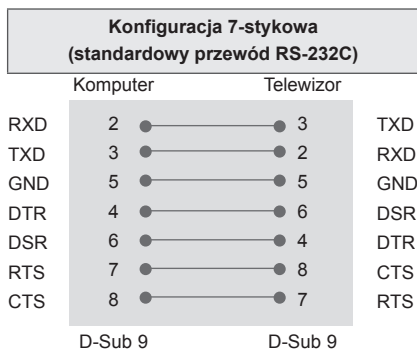 Konfiguracja 7-stykowa
(standardowy przewód RS-232C)
Komputer Telewizor
RXD 2 3 TXD
TXD 3 2 RXD
GND 5 5 GND
DTR 4 6 DSR
DSR 6 4 DTR
RTS 7 8 CTS
CTS 8 7 RTS
D-Sub 9 D-Sub 9